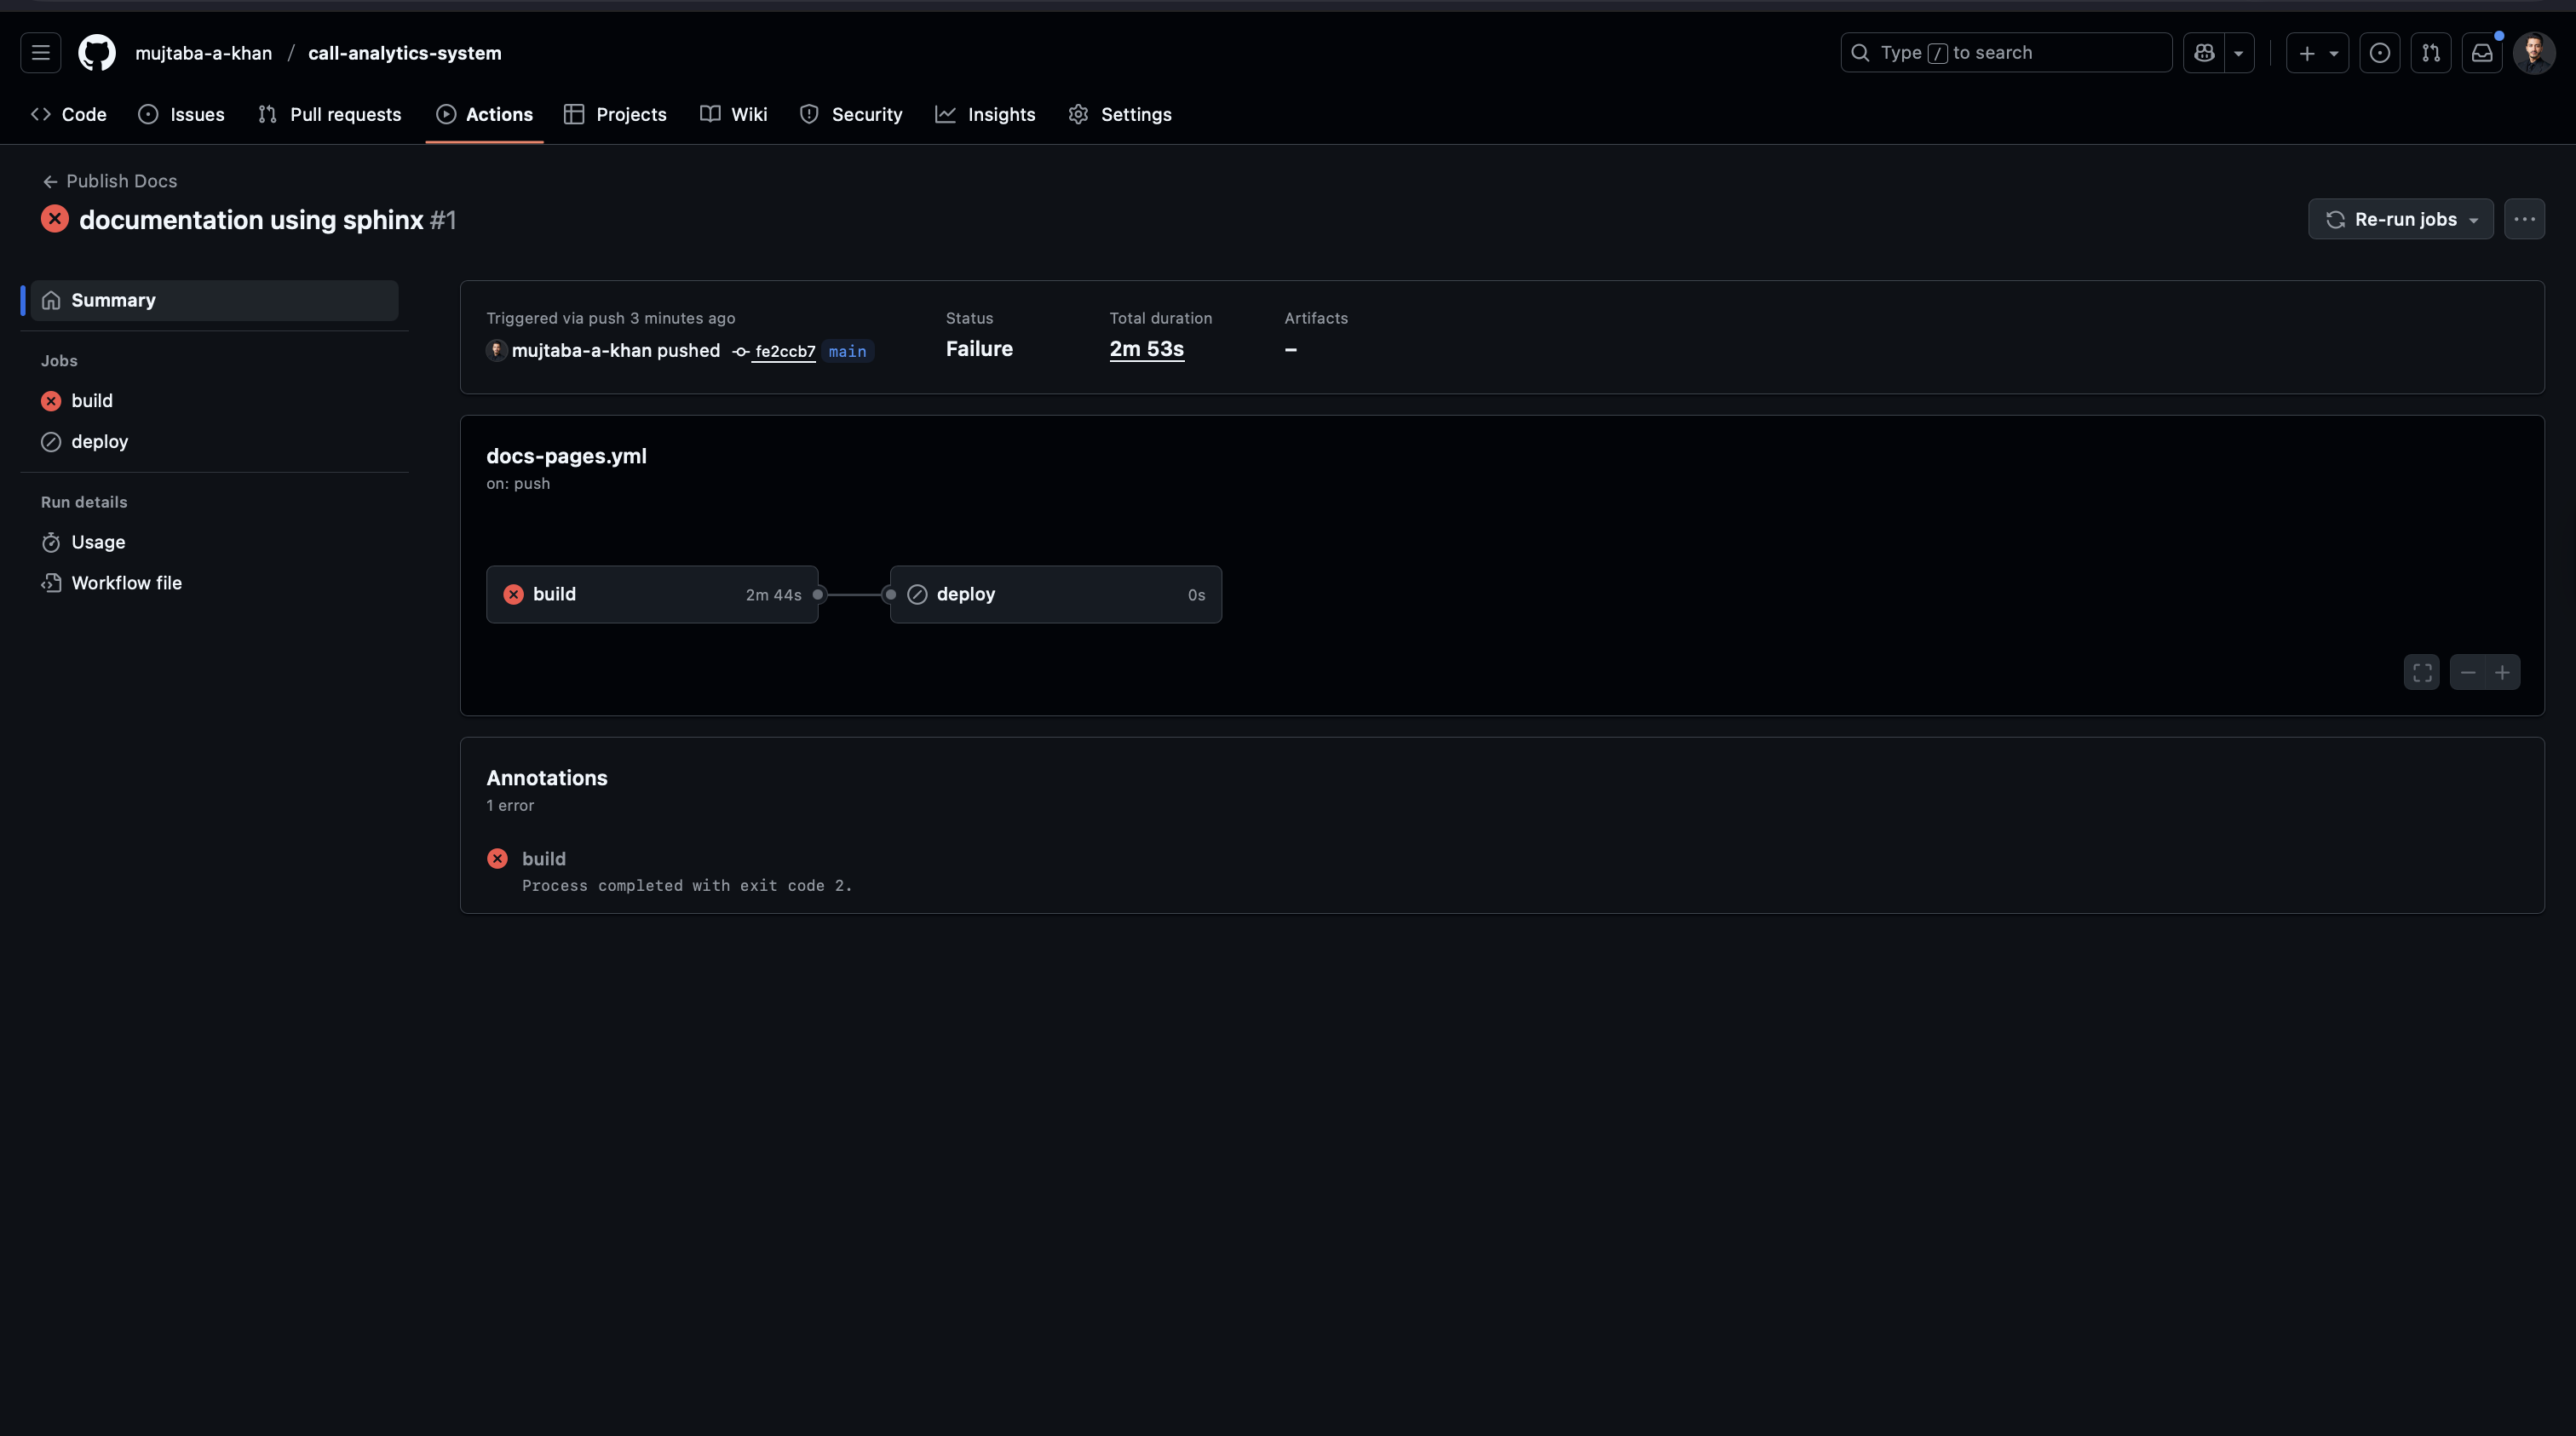 mujtaba-a-khan / call-analytics-system
Type / to search
Code Issues Pull requests Actions Projects Wiki Security Insights Settings
Publish Docs
documentation using sphinx #1
Re-run jobs
Summary
Jobs
build
deploy
Run details
Usage
Workflow file
Triggered via push 3 minutes ago
mujtaba-a-khan pushed fe2ccb7 main
Status
Failure
Total duration
2m 53s
Artifacts
–
docs-pages.yml
on: push
build 2m 44s
deploy 0s
Annotations
1 error
build
Process completed with exit code 2.